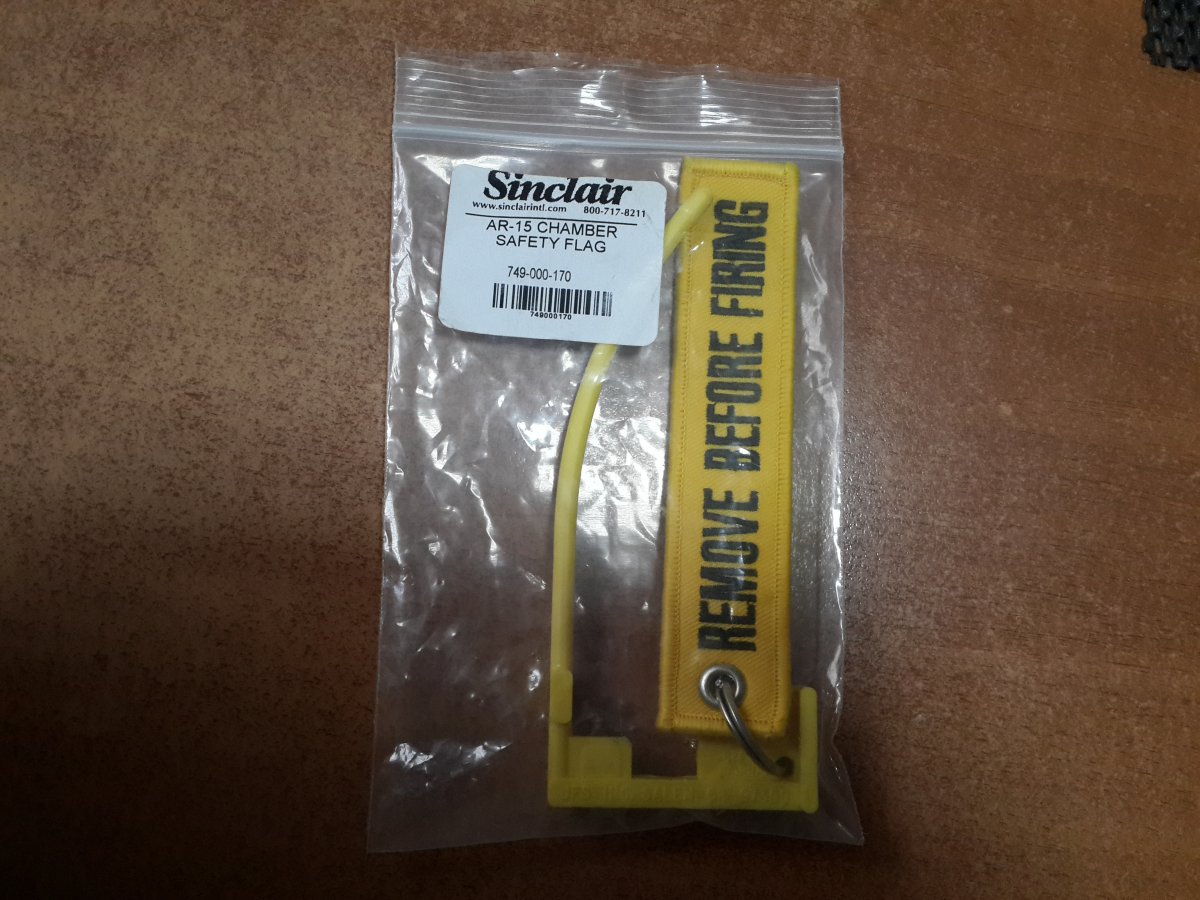 Sinclair
www.sinclairintl.com 800-717-8211
AR-15 CHAMBER
SAFETY FLAG
749-000-170
749000170
REMOVE BEFORE FIRING